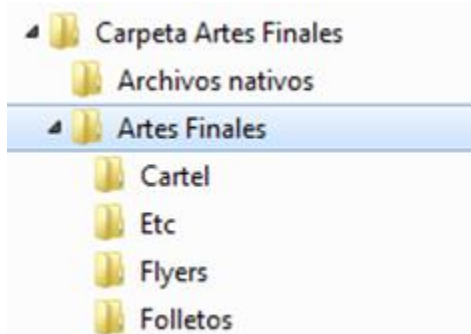 Carpeta Artes Finales
Archivos nativos
Artes Finales
Cartel
Etc
Flyers
Folletos